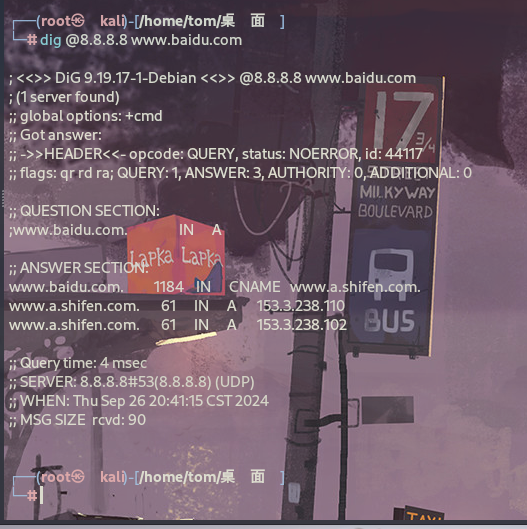 ┌──(root㉿kali)-[/home/tom/桌面]
└─# dig @8.8.8.8 www.baidu.com
; <<>> DiG 9.19.17-1-Debian <<>> @8.8.8.8 www.baidu.com
; (1 server found)
;; global options: +cmd
;; Got answer:
;; ->>HEADER<<- opcode: QUERY, status: NOERROR, id: 44117
;; flags: qr rd ra; QUERY: 1, ANSWER: 3, AUTHORITY: 0, ADDITIONAL: 0
;; QUESTION SECTION:
;www.baidu.com. IN A
;; ANSWER SECTION:
www.baidu.com. 1184 IN CNAME www.a.shifen.com.
www.a.shifen.com. 61 IN A 153.3.238.110
www.a.shifen.com. 61 IN A 153.3.238.102
;; Query time: 4 msec
;; SERVER: 8.8.8.8#53(8.8.8.8) (UDP)
;; WHEN: Thu Sep 26 20:41:15 CST 2024
;; MSG SIZE rcvd: 90
┌──(root㉿kali)-[/home/tom/桌面]
└─#
17 3/4
MILKYWAY
BOULEVARD
BUS
Lapka Lapka
TAXI